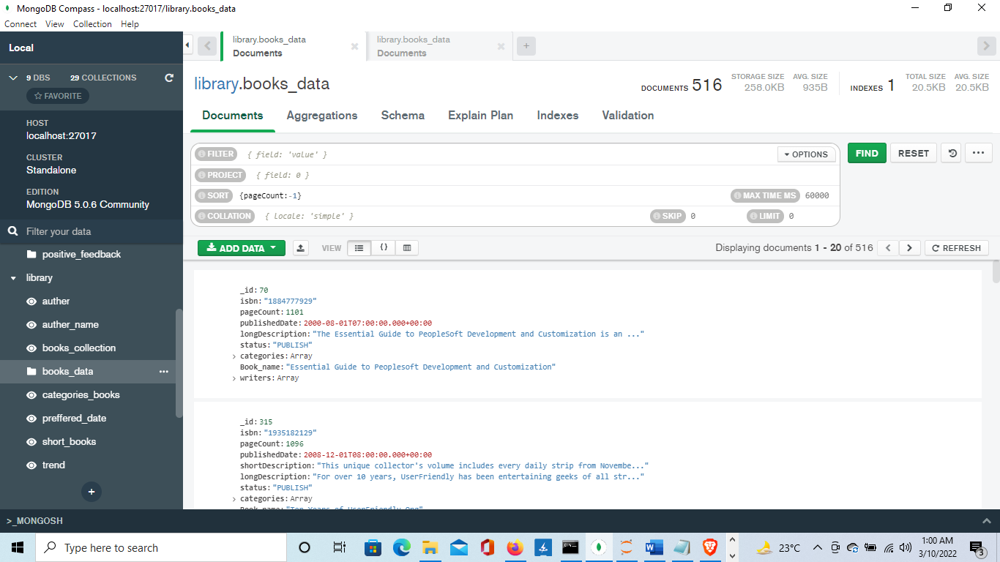 MongoDB Compass - localhost:27017/library.books_data
Connect View Collection Help
Local
9 DBS 29 COLLECTIONS
FAVORITE
HOST
localhost:27017
CLUSTER
Standalone
EDITION
MongoDB 5.0.6 Community
Filter your data
positive_feedback
library
auther
auther_name
books_collection
books_data
categories_books
preffered_date
short_books
trend
library.books_data
Documents
library.books_data
Documents
library.books_data
DOCUMENTS 516
STORAGE SIZE
258.0KB
AVG. SIZE
935B
INDEXES 1
TOTAL SIZE
20.5KB
AVG. SIZE
20.5KB
Documents Aggregations Schema Explain Plan Indexes Validation
FILTER { field: 'value' } OPTIONS
FIND RESET
PROJECT { field: 0 }
SORT {pageCount:-1} MAX TIME MS 60000
COLLATION { locale: 'simple' } SKIP 0 LIMIT 0
ADD DATA VIEW {} Displaying documents 1 - 20 of 516 REFRESH
_id: 70
isbn: "1884777929"
pageCount: 1101
publishedDate: 2000-08-01T07:00:00.000+00:00
longDescription: "The Essential Guide to PeopleSoft Development and Customization is an ..."
status: "PUBLISH"
categories: Array
Book_name: "Essential Guide to Peoplesoft Development and Customization"
writers: Array
_id: 315
isbn: "1935182129"
pageCount: 1096
publishedDate: 2008-12-01T08:00:00.000+00:00
shortDescription: "This unique collector's volume includes every daily strip from Novembe..."
longDescription: "For over 10 years, UserFriendly has been entertaining geeks of all str..."
status: "PUBLISH"
categories: Array
Book_name: "Ten Years of UserFriendly.Org"
>_MONGOSH
Type here to search
23°C
1:00 AM
3/10/2022
3